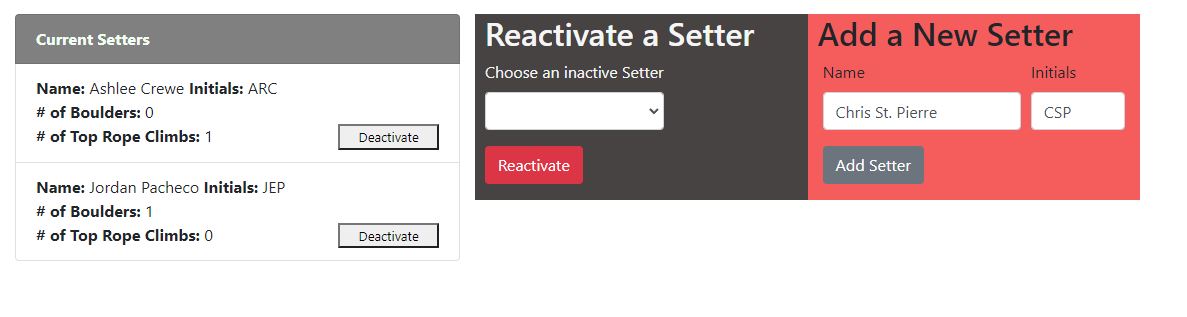 Current Setters
Name: Ashlee Crewe Initials: ARC
# of Boulders: 0
# of Top Rope Climbs: 1
Deactivate
Name: Jordan Pacheco Initials: JEP
# of Boulders: 1
# of Top Rope Climbs: 0
Deactivate
Reactivate a Setter
Choose an inactive Setter
Reactivate
Add a New Setter
Name Initials
Chris St. Pierre CSP
Add Setter